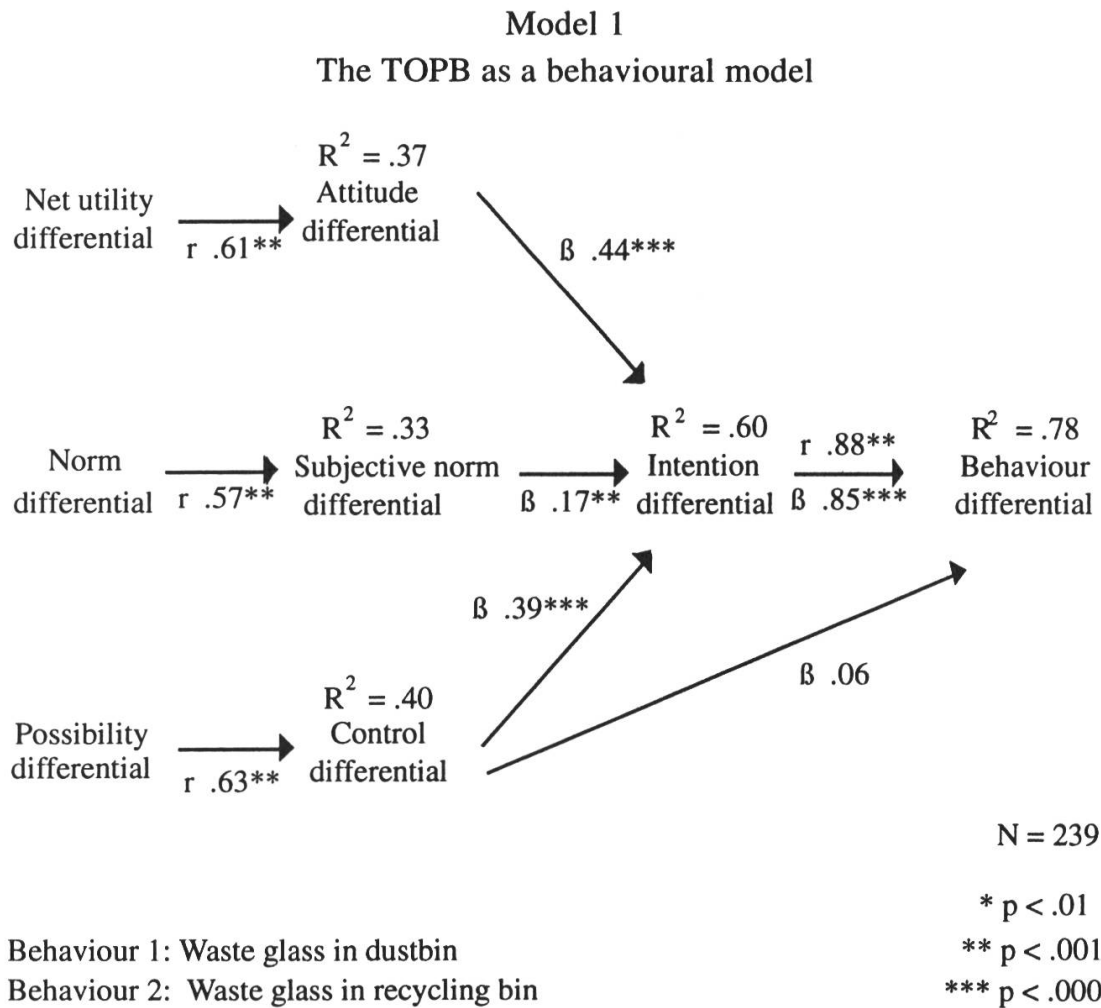 Model 1
The TOPB as a behavioural model
R² = .37
Net utility
differential
r .61**
Attitude
differential
ß .44***
Norm
differential
r .57**
R² = .33
Subjective norm
differential
ß .17**
R² = .60
Intention
differential
r .88**
ß .85***
R² = .78
Behaviour
differential
ß .39***
ß .06
Possibility
differential
r .63**
R² = .40
Control
differential
N = 239
* p < .01
** p < .001
*** p < .000
Behaviour 1: Waste glass in dustbin
Behaviour 2: Waste glass in recycling bin